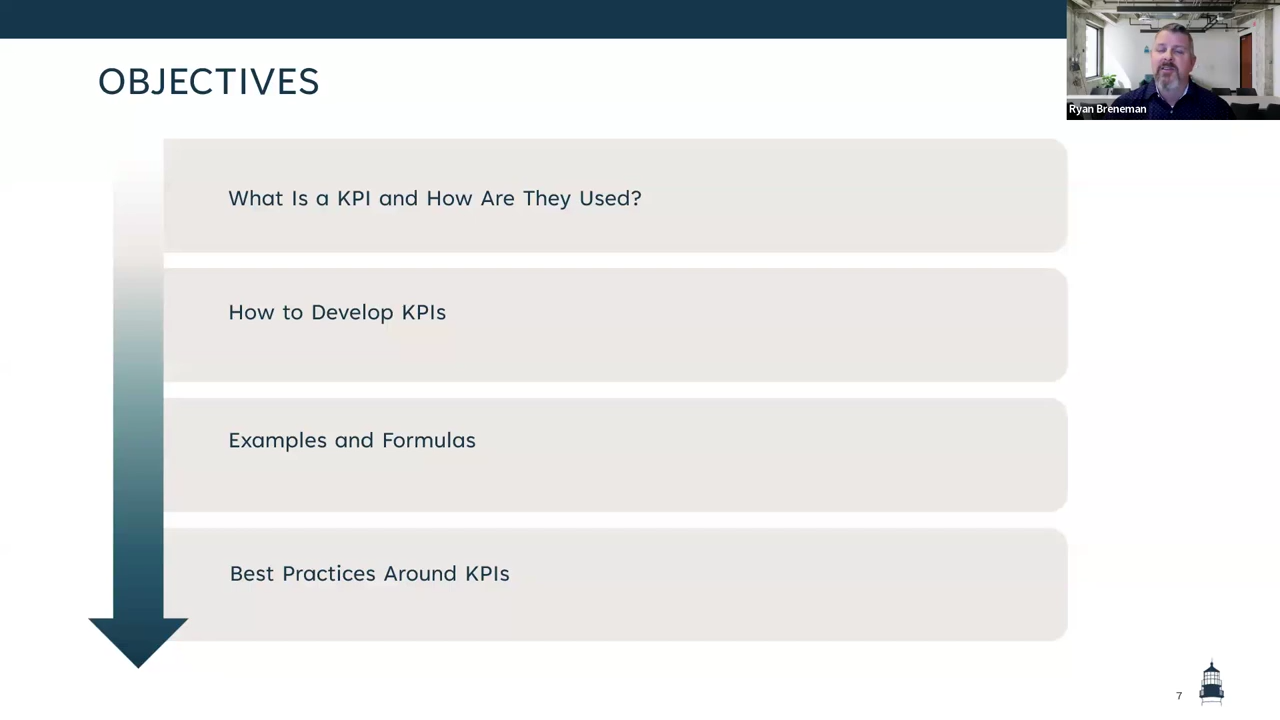 OBJECTIVES
Ryan Breneman
What Is a KPI and How Are They Used?
How to Develop KPIs
Examples and Formulas
Best Practices Around KPIs
7